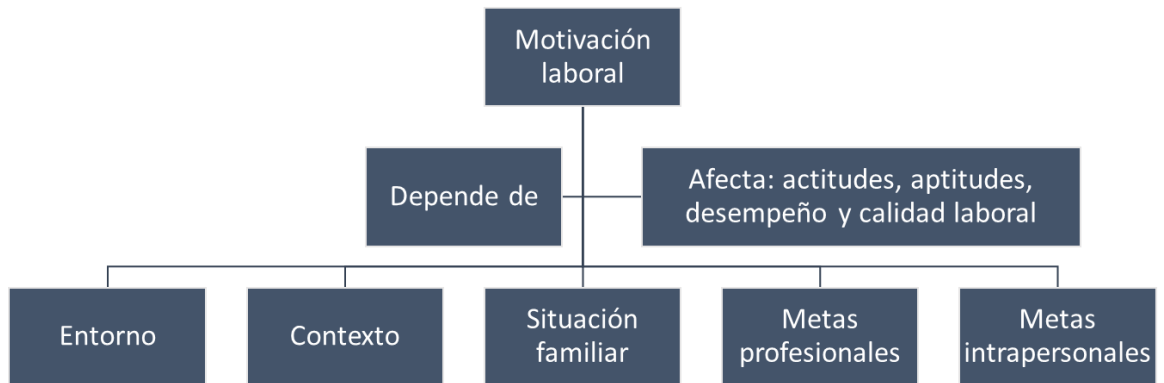 Motivación
laboral
Depende de
Afecta: actitudes, aptitudes,
desempeño y calidad laboral
Entorno
Contexto
Situación
familiar
Metas
profesionales
Metas
intrapersonales